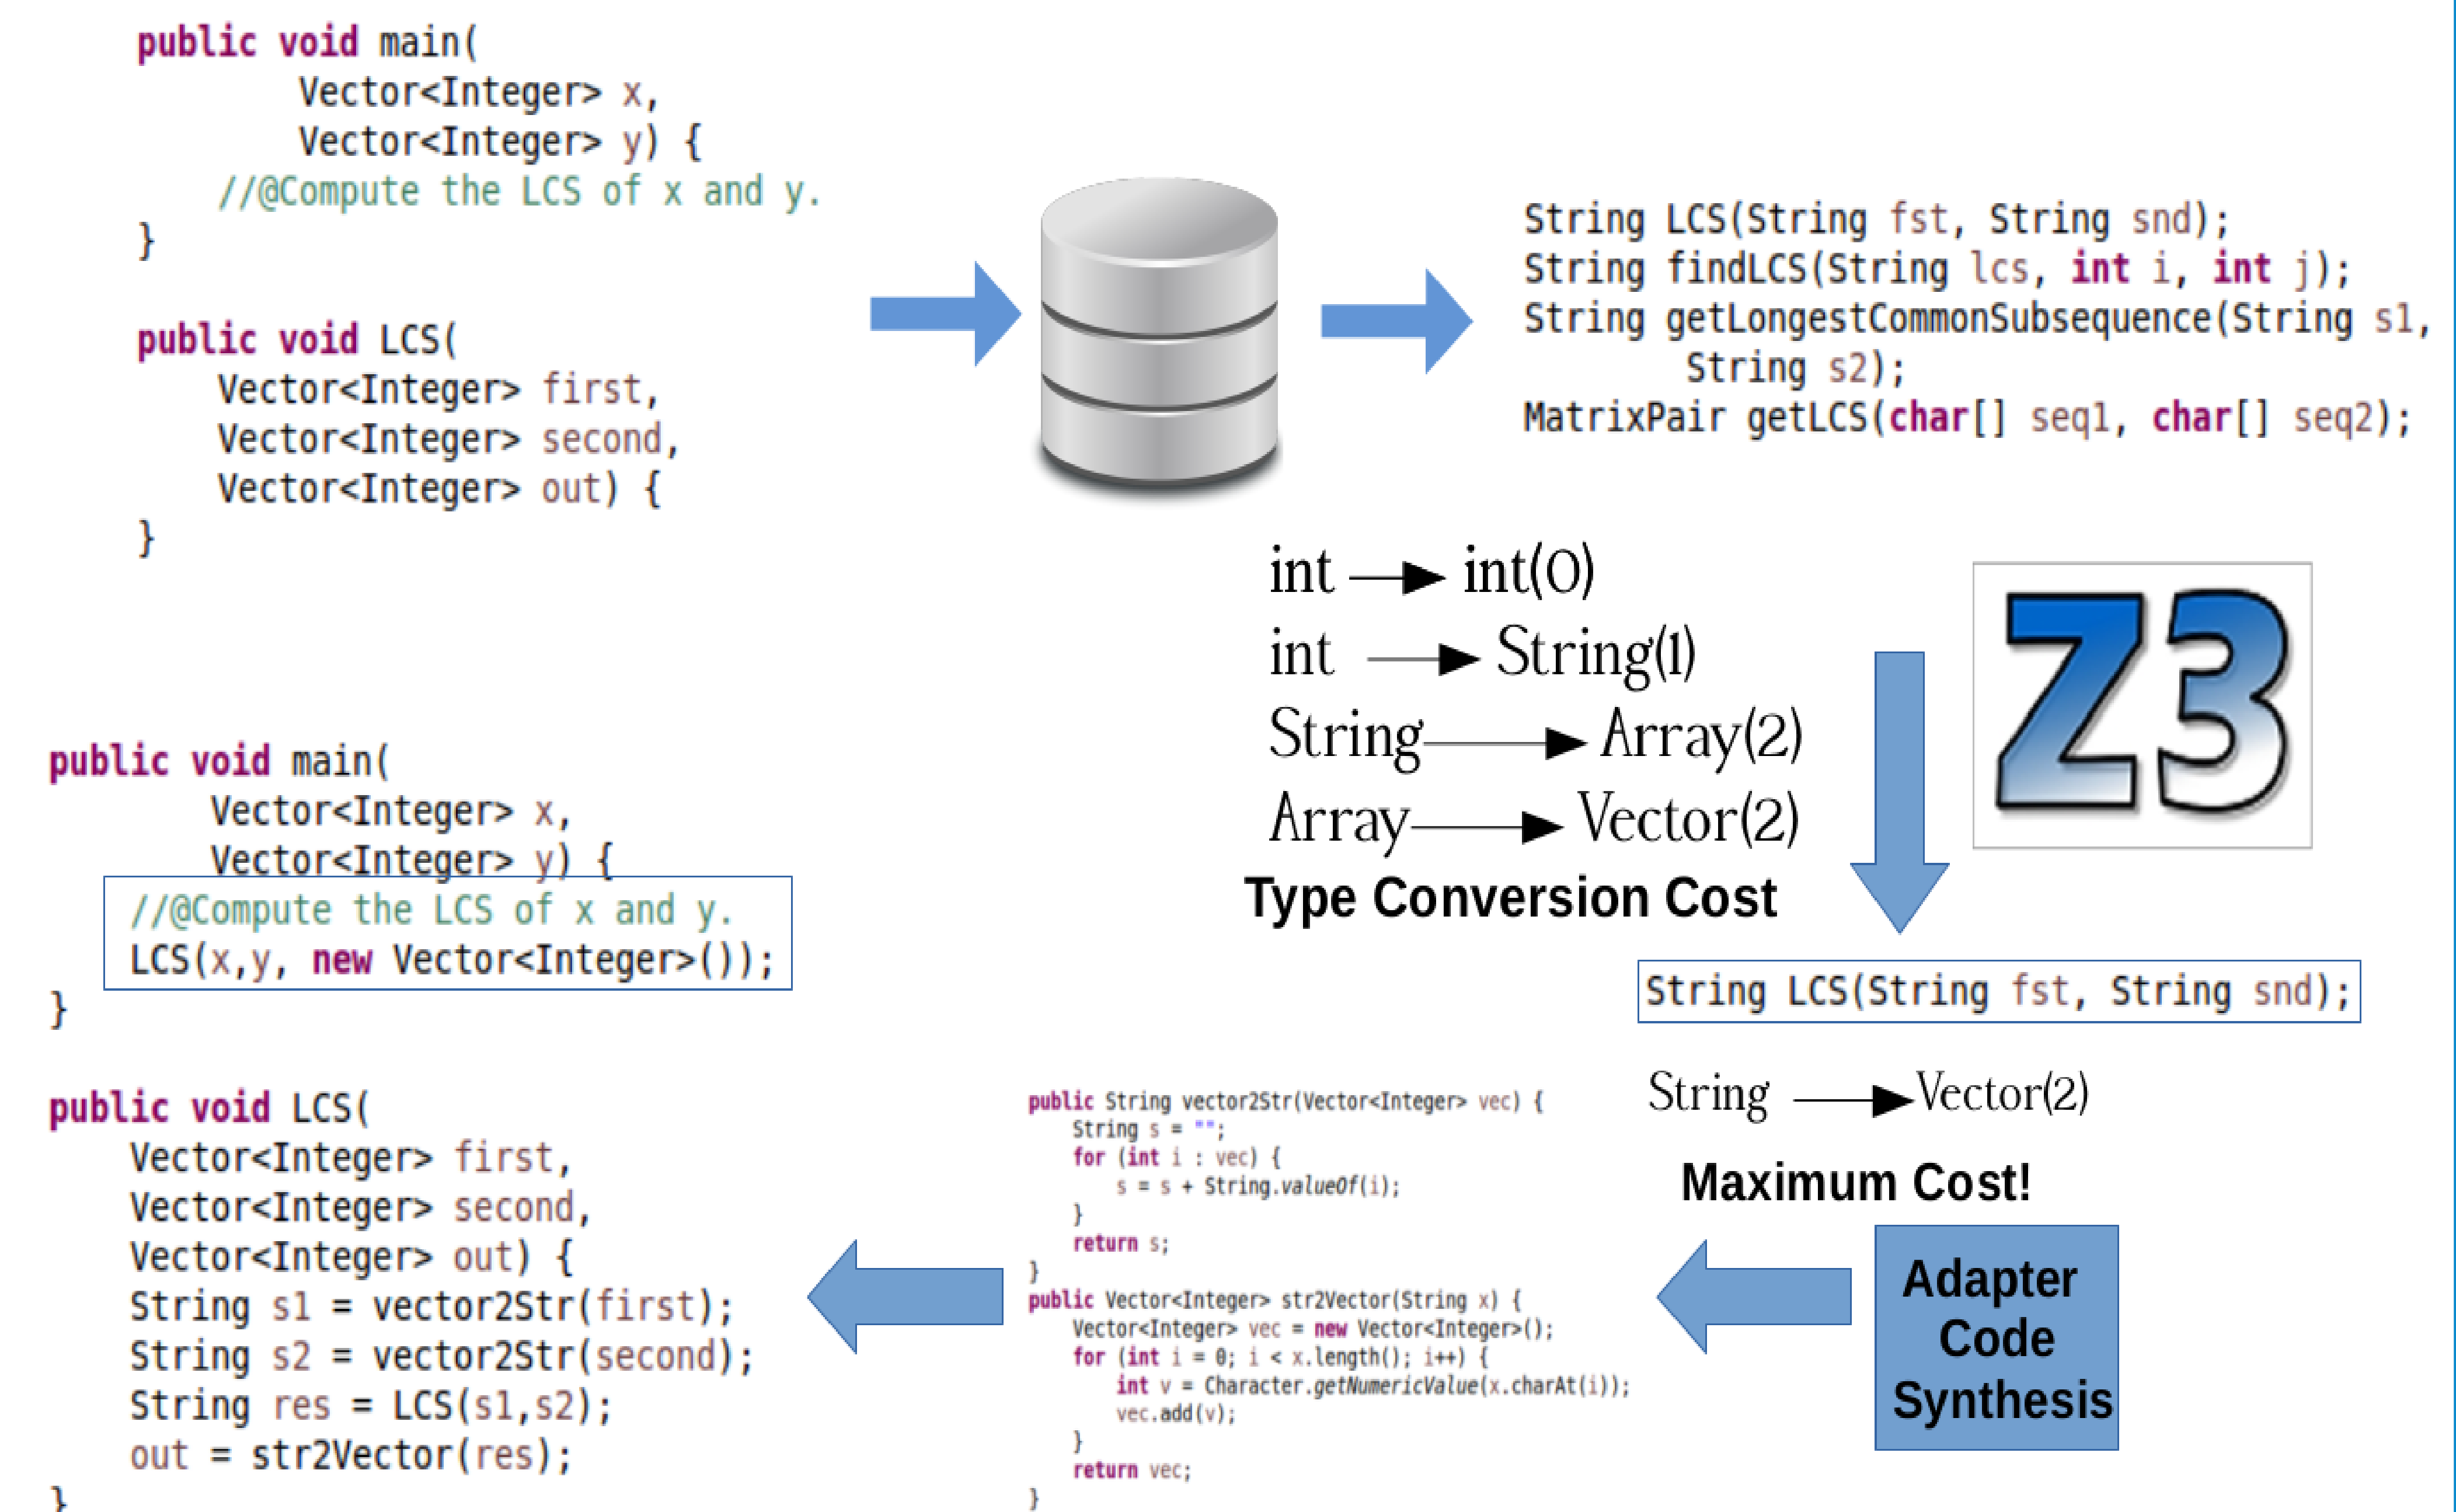 public void main(
Vector<Integer> x,
Vector<Integer> y) {
//@Compute the LCS of x and y.
}
public void LCS(
Vector<Integer> first,
Vector<Integer> second,
Vector<Integer> out) {
}
String LCS(String fst, String snd);
String findLCS(String lcs, int i, int j);
String getLongestCommonSubsequence(String s1,
String s2);
MatrixPair getLCS(char[] seq1, char[] seq2);
int → int(0)
int → String(1)
String → Array(2)
Array → Vector(2)
Type Conversion Cost
Z3
String LCS(String fst, String snd);
String → Vector(2)
Maximum Cost!
Adapter
Code
Synthesis
public String vector2Str(Vector<Integer> vec) {
String s = "";
for (int i : vec) {
s = s + String.valueOf(i);
}
return s;
}
public Vector<Integer> str2Vector(String x) {
Vector<Integer> vec = new Vector<Integer>();
for (int i = 0; i < x.length(); i++) {
int v = Character.getNumericValue(x.charAt(i));
vec.add(v);
}
return vec;
}
public void main(
Vector<Integer> x,
Vector<Integer> y) {
//@Compute the LCS of x and y.
LCS(x,y, new Vector<Integer>());
}
public void LCS(
Vector<Integer> first,
Vector<Integer> second,
Vector<Integer> out) {
String s1 = vector2Str(first);
String s2 = vector2Str(second);
String res = LCS(s1,s2);
out = str2Vector(res);
}